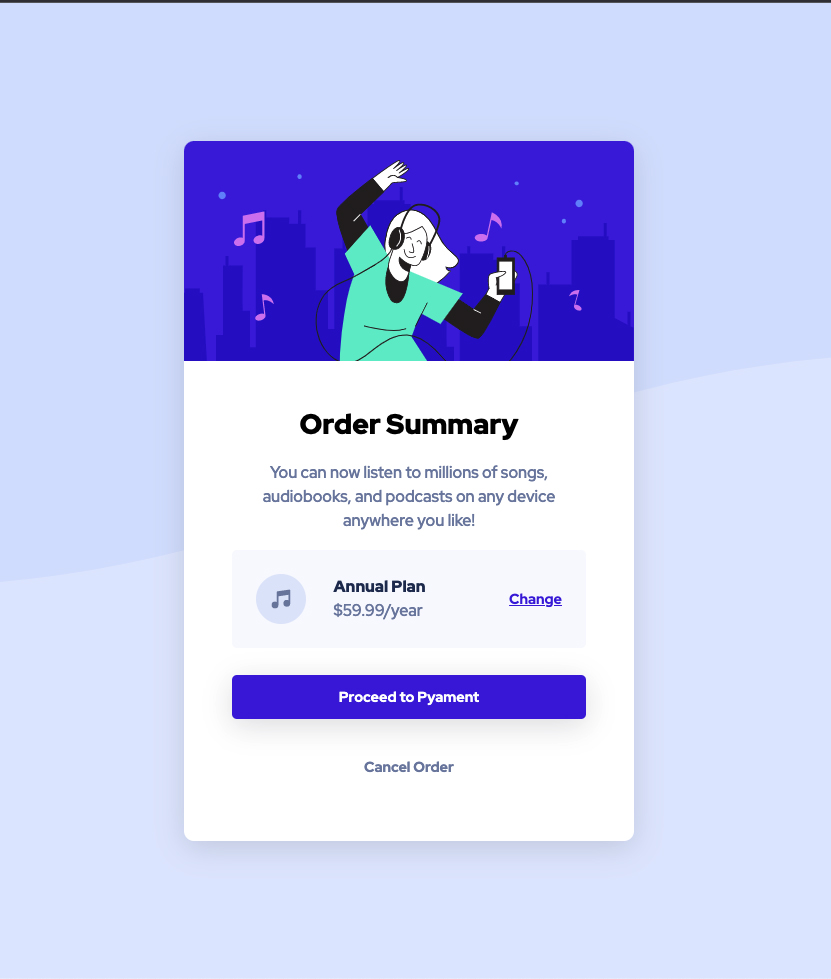 Order Summary
You can now listen to millions of songs,
audiobooks, and podcasts on any device
anywhere you like!
Annual Plan
$59.99/year
Change
Proceed to Pyament
Cancel Order